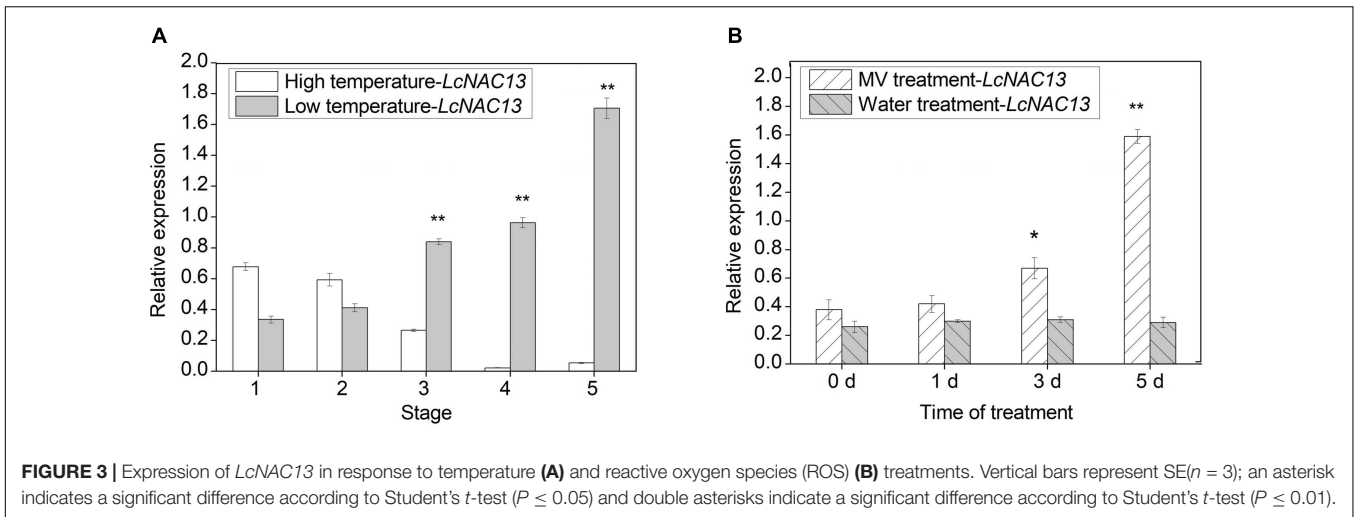 A
2.0
1.8
1.6
1.4
1.2
1.0
0.8
0.6
0.4
0.2
0.0
Relative expression
High temperature-LcNAC13
Low temperature-LcNAC13
**
**
**
1 2 3 4 5
Stage
B
2.0
1.8
1.6
1.4
1.2
1.0
0.8
0.6
0.4
0.2
0.0
Relative expression
MV treatment-LcNAC13
Water treatment-LcNAC13
*
**
0 d 1 d 3 d 5 d
Time of treatment
FIGURE 3 | Expression of LcNAC13 in response to temperature (A) and reactive oxygen species (ROS) (B) treatments. Vertical bars represent SE(n = 3); an asterisk
indicates a significant difference according to Student's t-test (P ≤ 0.05) and double asterisks indicate a significant difference according to Student's t-test (P ≤ 0.01).